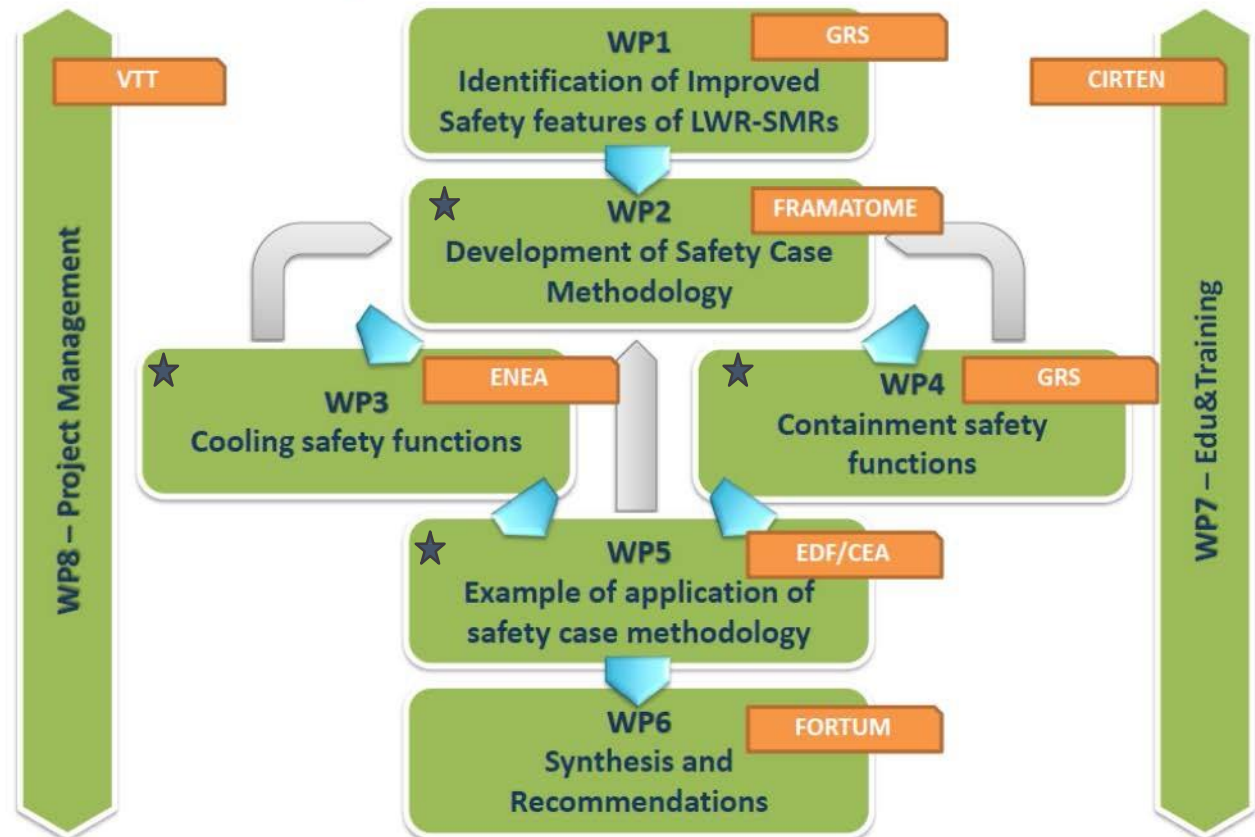 VTT
WP8 – Project Management
WP1
GRS
Identification of Improved
Safety features of LWR-SMRs
WP2
FRAMATOME
Development of Safety Case
Methodology
WP3
ENEA
Cooling safety functions
WP4
GRS
Containment safety
functions
WP5
EDF/CEA
Example of application of
safety case methodology
WP6
FORTUM
Synthesis and
Recommendations
CIRTEN
WP7 – Edu&Training